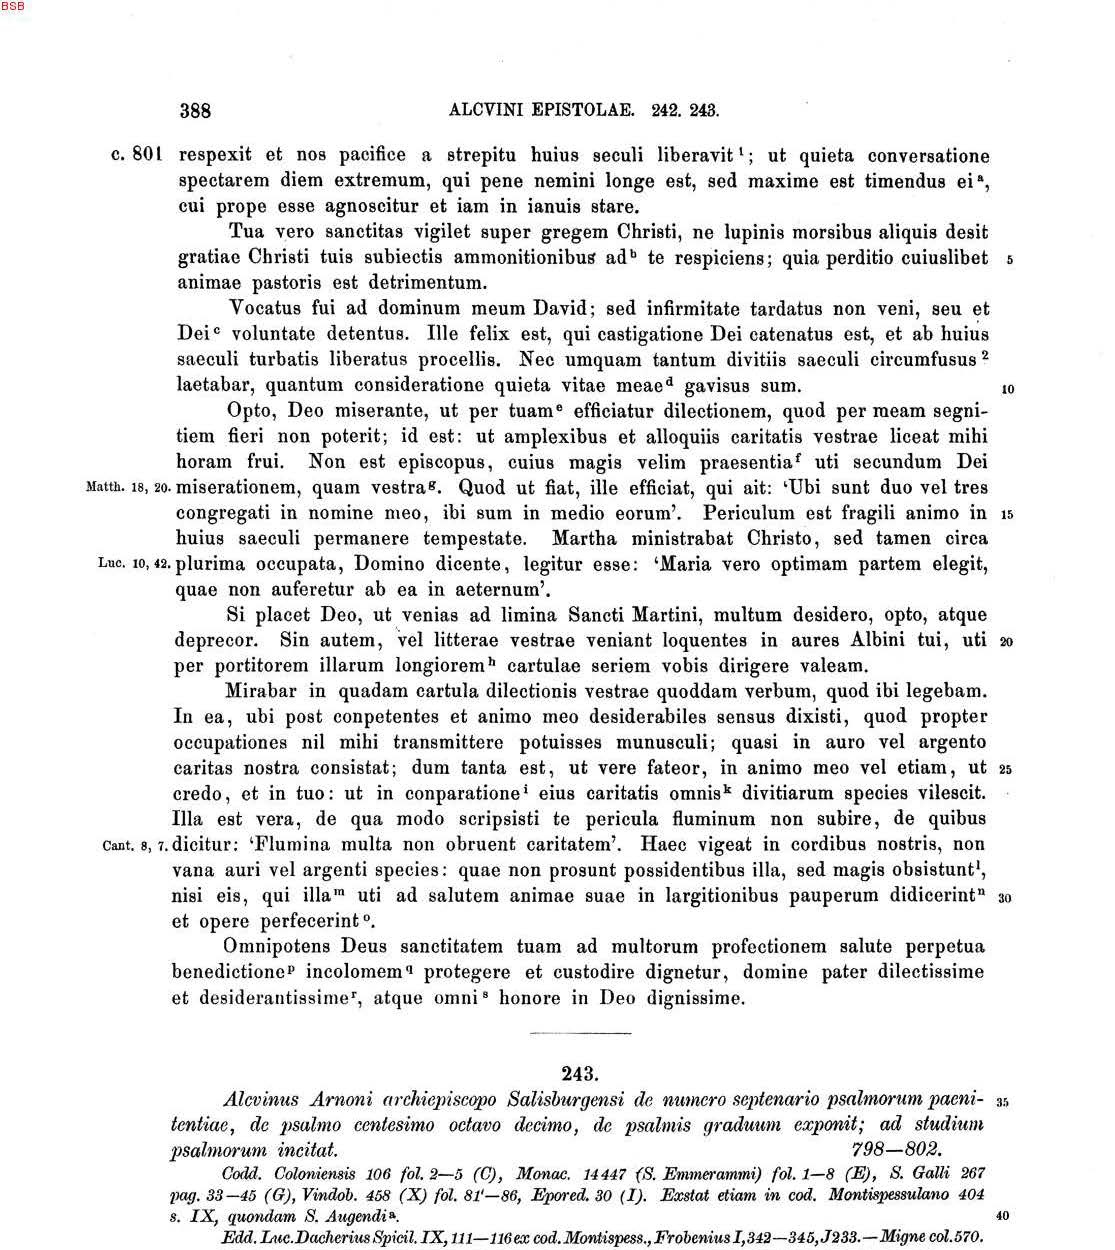 BSB
388 ALCVINI EPISTOLAE. 242. 243.
c. 801 respexit et nos pacifice a strepitu huius seculi liberavit ¹; ut quieta conversatione
spectarem diem extremum, qui pene nemini longe est, sed maxime est timendus ei ᵃ,
cui prope esse agnoscitur et iam in ianuis stare.
Tua vero sanctitas vigilet super gregem Christi, ne lupinis morsibus aliquis desit
gratiae Christi tuis subiectis ammonitionibus ad ᵇ te respiciens; quia perditio cuiuslibet 5
animae pastoris est detrimentum.
Vocatus fui ad dominum meum David; sed infirmitate tardatus non veni, seu et
Dei ᶜ voluntate detentus. Ille felix est, qui castigatione Dei catenatus est, et ab huius
saeculi turbatis liberatus procellis. Nec umquam tantum divitiis saeculi circumfusus ²
laetabar, quantum consideratione quieta vitae meae ᵈ gavisus sum. 10
Opto, Deo miserante, ut per tuam ᵉ efficiatur dilectionem, quod per meam segni-
tiem fieri non poterit; id est: ut amplexibus et alloquiis caritatis vestrae liceat mihi
horam frui. Non est episcopus, cuius magis velim praesentia ᶠ uti secundum Dei
Matth. 18, 20. miserationem, quam vestra ᵍ. Quod ut fiat, ille efficiat, qui ait: ‘Ubi sunt duo vel tres
congregati in nomine meo, ibi sum in medio eorum’. Periculum est fragili animo in 15
huius saeculi permanere tempestate. Martha ministrabat Christo, sed tamen circa
Luc. 10, 42. plurima occupata, Domino dicente, legitur esse: ‘Maria vero optimam partem elegit,
quae non auferetur ab ea in aeternum’.
Si placet Deo, ut venias ad limina Sancti Martini, multum desidero, opto, atque
deprecor. Sin autem, vel litterae vestrae veniant loquentes in aures Albini tui, uti 20
per portitorem illarum longiorem ʰ cartulae seriem vobis dirigere valeam.
Mirabar in quadam cartula dilectionis vestrae quoddam verbum, quod ibi legebam.
In ea, ubi post conpetentes et animo meo desiderabiles sensus dixisti, quod propter
occupationes nil mihi transmittere potuisses munusculi; quasi in auro vel argento
caritas nostra consistat; dum tanta est, ut vere fateor, in animo meo vel etiam, ut 25
credo, et in tuo: ut in conparatione ⁱ eius caritatis omnis ᵏ divitiarum species vilescit.
Illa est vera, de qua modo scripsisti te pericula fluminum non subire, de quibus
Cant. 8, 7. dicitur: ‘Flumina multa non obruent caritatem’. Haec vigeat in cordibus nostris, non
vana auri vel argenti species: quae non prosunt possidentibus illa, sed magis obsistunt ˡ,
nisi eis, qui illa ᵐ uti ad salutem animae suae in largitionibus pauperum didicerint ⁿ 30
et opere perfecerint ᵒ.
Omnipotens Deus sanctitatem tuam ad multorum profectionem salute perpetua
benedictione ᵖ incolomem q protegere et custodire dignetur, domine pater dilectissime
et desiderantissime ʳ, atque omni ˢ honore in Deo dignissime.
243.
Alcvinus Arnoni archiepiscopo Salisburgensi de numero septenario psalmorum paeni- 35
tentiae, de psalmo centesimo octavo decimo, de psalmis graduum exponit; ad studium
psalmorum incitat. 798—802.
Codd. Coloniensis 106 fol. 2—5 (C), Monac. 14447 (S. Emmerammi) fol. 1—8 (E), S. Galli 267
pag. 33—45 (G), Vindob. 458 (X) fol. 81'—86, Epored. 30 (I). Exstat etiam in cod. Montispessulano 404
s. IX, quondam S. Augendi ᵃ. 40
Edd. Luc. Dacherius Spicil. IX, 111—116 ex cod. Montispess., Frobenius I, 342—345, J 233. — Migne col. 570.